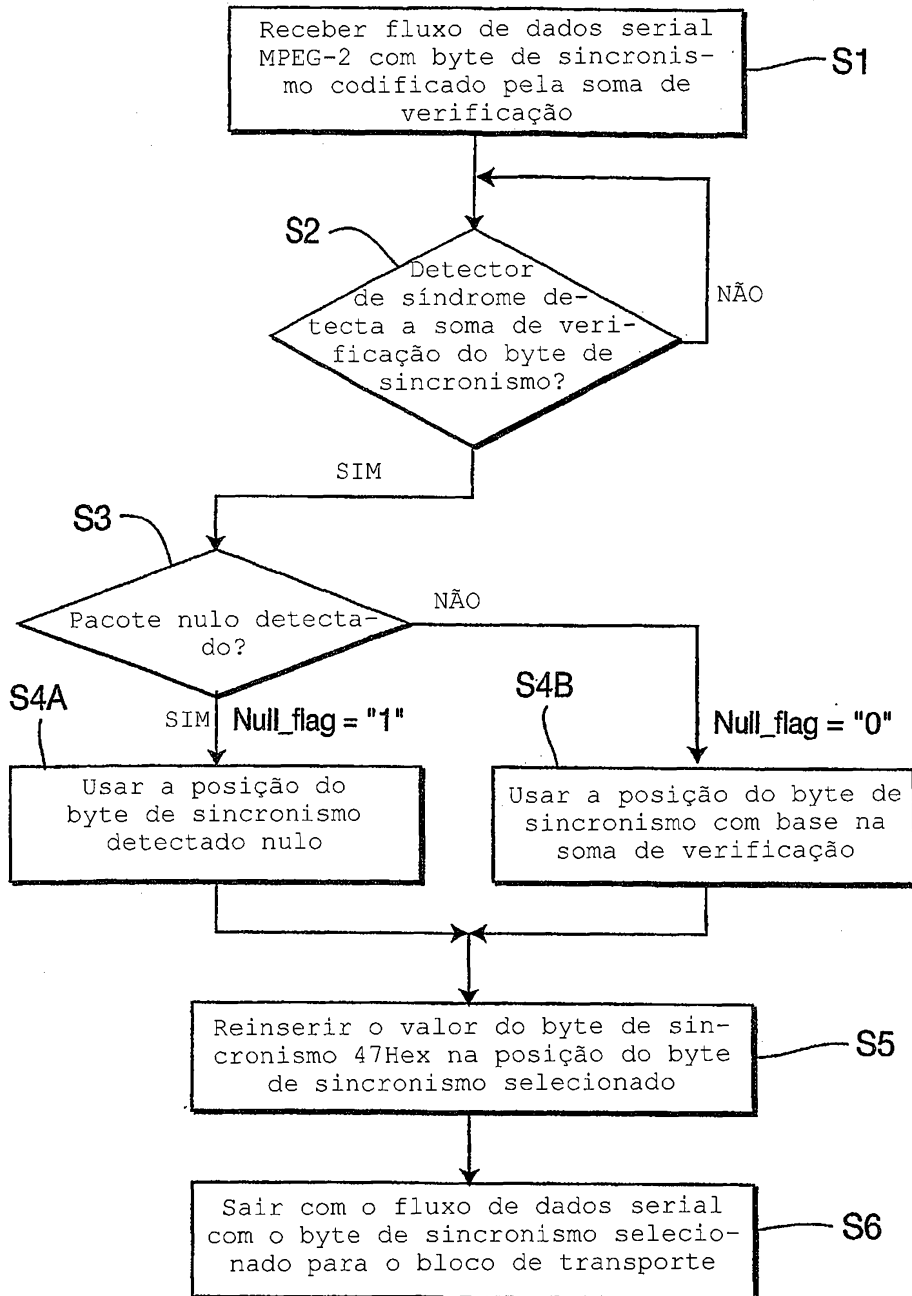 Receber fluxo de dados serial
MPEG-2 com byte de sincronis-
mo codificado pela soma de
verificação
S1
S2
Detector
de síndrome de-
tecta a soma de veri-
ficação do byte de
sincronismo?
NÃO
SIM
S3
Pacote nulo detecta-
do?
NÃO
S4A
SIM Null_flag = "1"
S4B
Null_flag = "0"
Usar a posição do
byte de sincronismo
detectado nulo
Usar a posição do byte de
sincronismo com base na
soma de verificação
Reinserir o valor do byte de sin-
cronismo 47Hex na posição do byte
de sincronismo selecionado
S5
Sair com o fluxo de dados serial
com o byte de sincronismo selecio-
nado para o bloco de transporte
S6